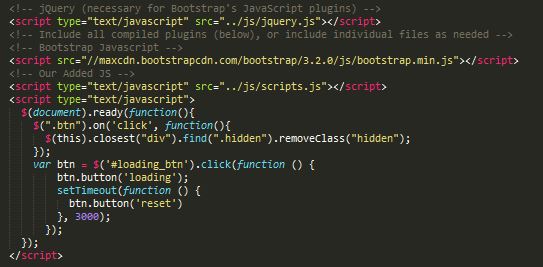 <!-- jQuery (necessary for Bootstrap's JavaScript plugins) -->
<script type="text/javascript" src="../js/jquery.js"></script>
<!-- Include all compiled plugins (below), or include individual files as needed -->
<!-- Bootstrap Javascript -->
<script src="//maxcdn.bootstrapcdn.com/bootstrap/3.2.0/js/bootstrap.min.js"></script>
<!-- Our Added JS -->
<script type="text/javascript" src="../js/scripts.js"></script>
<script type="text/javascript">
  $(document).ready(function(){
    $(".btn").on('click', function(){
      $(this).closest("div").find(".hidden").removeClass("hidden");
    });
    var btn = $('#loading_btn').click(function () {
        btn.button('loading');
        setTimeout(function () {
          btn.button('reset')
        }, 3000);
      });
  });
</script>